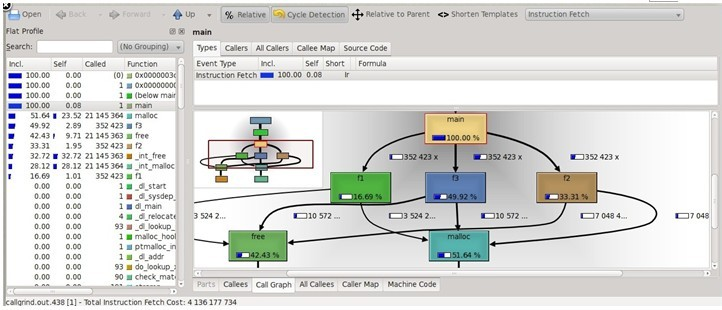 Open Back Forward Up % Relative Cycle Detection Relative to Parent <> Shorten Templates Instruction Fetch
Flat Profile
Search: (No Grouping)
Incl. Self Called Function
100.00 0.00 (0)
100.00 0.00 1
100.00 0.00 1 (below main
100.00 0.08 1 main
51.64 23.52 21 145 364 malloc
49.92 2.89 352 423 f3
42.43 9.71 21 145 364 free
33.31 1.95 352 423 f2
32.72 32.72 21 145 364 _int_free
28.12 28.12 21 145 364 _int_malloc
16.69 1.01 352 423 f1
0.00 0.00 1 _dl_start
0.00 0.00 1 _dl_sysdep_
0.00 0.00 1 dl_main
0.00 0.00 4 _dl_relocate
0.00 0.00 93 _dl_lookup_
0.00 0.00 1 malloc_hook
0.00 0.00 1 ptmalloc_in
0.00 0.00 1 _dl_addr
0.00 0.00 93 do_lookup_x
0.00 0.00 90 check_mat
main
Types Callers All Callers Callee Map Source Code
Event Type Incl. Self Short Formula
Instruction Fetch 100.00 0.08 Ir
main
100.00 %
352 423 x 352 423 x 352 423 x
f1 f3 f2
16.69 % 49.92 % 33.31 %
3 524 2... 10 572 ... 3 524 ... 10 572 ... 7 048 4... 7 048
free malloc
42.43 % 51.64 %
Parts Callees Call Graph All Callees Caller Map Machine Code
callgrind.out.438 [1] - Total Instruction Fetch Cost: 4 136 177 734